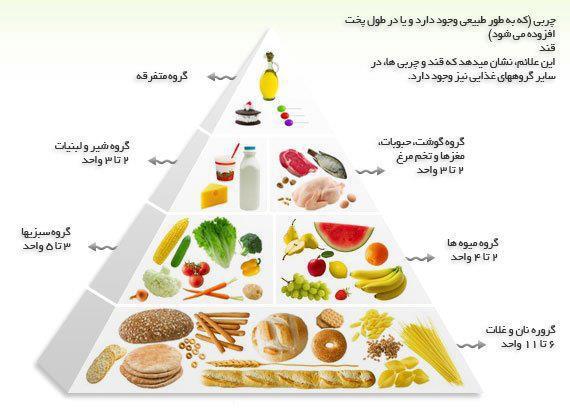 چربی (که به طور طبیعی وجود دارد و یا در طول پخت
افزوده می شود)
قند
این علائم، نشان میدهد که قند و چربی ها، در
سایر گروههای غذایی نیز وجود دارد.
گروه متفرقه
گروه گوشت، حبوبات،
مغزها و تخم مرغ
۲ تا ۳ واحد
گروه شیر و لبنیات
۲ تا ۳ واحد
گروه میوه ها
۲ تا ۴ واحد
گروه سبزیها
۳ تا ۵ واحد
گروره نان و غلات
۶ تا ۱۱ واحد